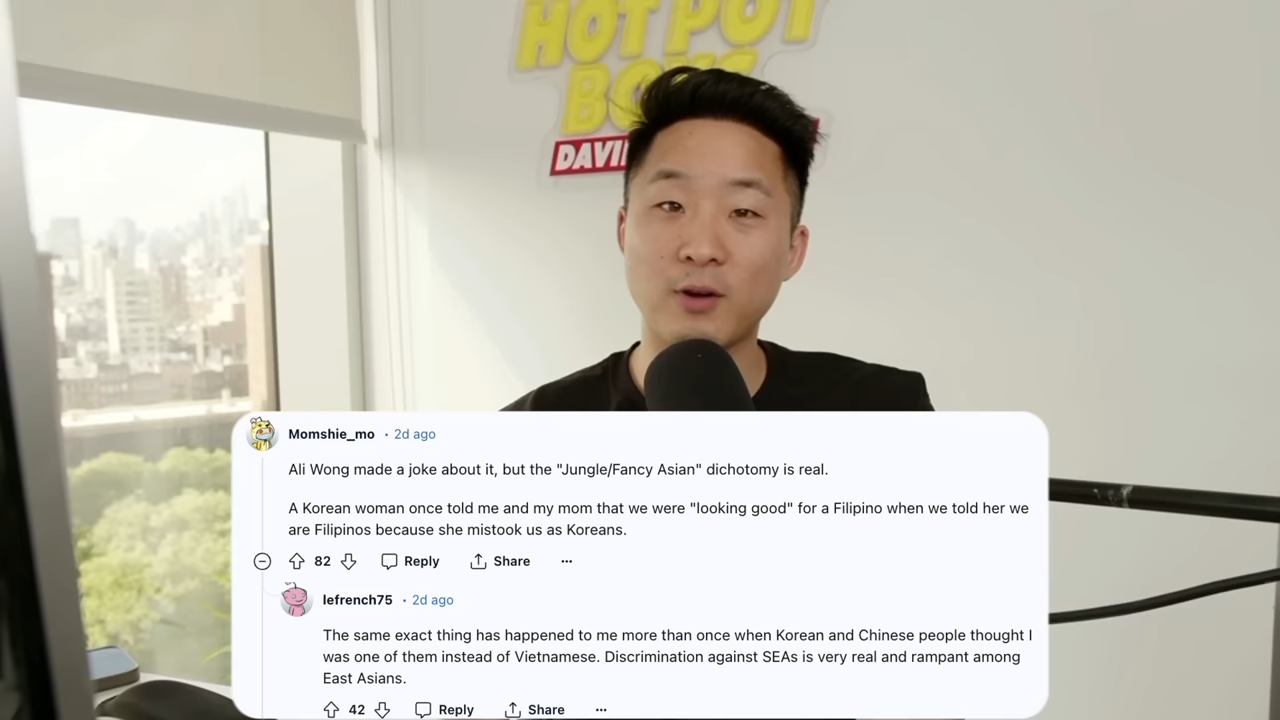 HOT POT
BOYS
DAVI
Momshie_mo • 2d ago
Ali Wong made a joke about it, but the "Jungle/Fancy Asian" dichotomy is real.
A Korean woman once told me and my mom that we were "looking good" for a Filipino when we told her we
are Filipinos because she mistook us as Koreans.
82 Reply Share ···
lefrench75 • 2d ago
The same exact thing has happened to me more than once when Korean and Chinese people thought I
was one of them instead of Vietnamese. Discrimination against SEAs is very real and rampant among
East Asians.
42 Reply Share ···